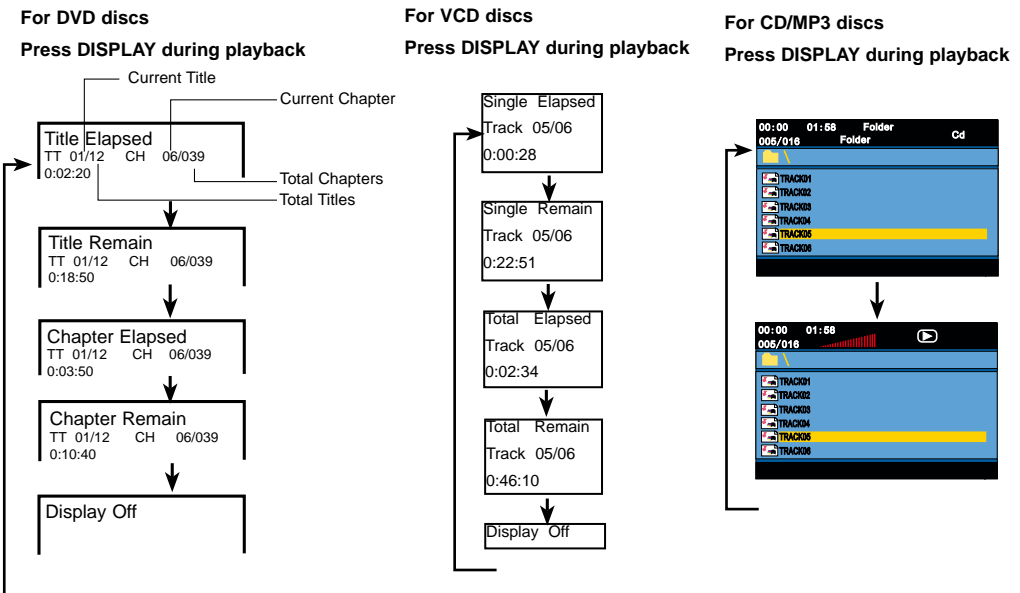 For DVD discs
Press DISPLAY during playback
Current Title
Current Chapter
Title Elapsed
TT 01/12 CH 06/039
0:02:20
Total Chapters
Total Titles
Title Remain
TT 01/12 CH 06/039
0:18:50
Chapter Elapsed
TT 01/12 CH 06/039
0:03:50
Chapter Remain
TT 01/12 CH 06/039
0:10:40
Display Off
For VCD discs
Press DISPLAY during playback
Single Elapsed
Track 05/06
0:00:28
Single Remain
Track 05/06
0:22:51
Total Elapsed
Track 05/06
0:02:34
Total Remain
Track 05/06
0:46:10
Display Off
For CD/MP3 discs
Press DISPLAY during playback
00:00 01:58 Folder Cd
005/016 Folder
\
TRACK01
TRACK02
TRACK03
TRACK04
TRACK05
TRACK06
00:00 01:58
005/016
\
TRACK01
TRACK02
TRACK03
TRACK04
TRACK05
TRACK06